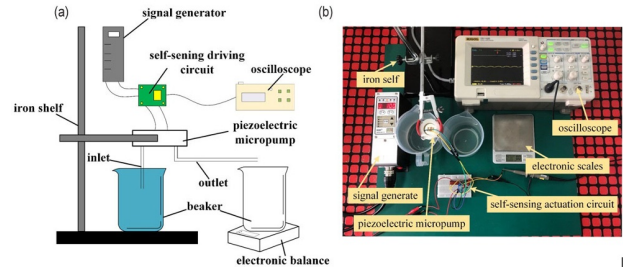 (a)
signal generator
self-sening driving
circuit
oscilloscope
iron shelf
piezoelectric
micropump
inlet
outlet
beaker
electronic balance
(b)
iron self
oscilloscope
electronic scales
signal generate
self-sensing actuation circuit
piezoelectric micropump